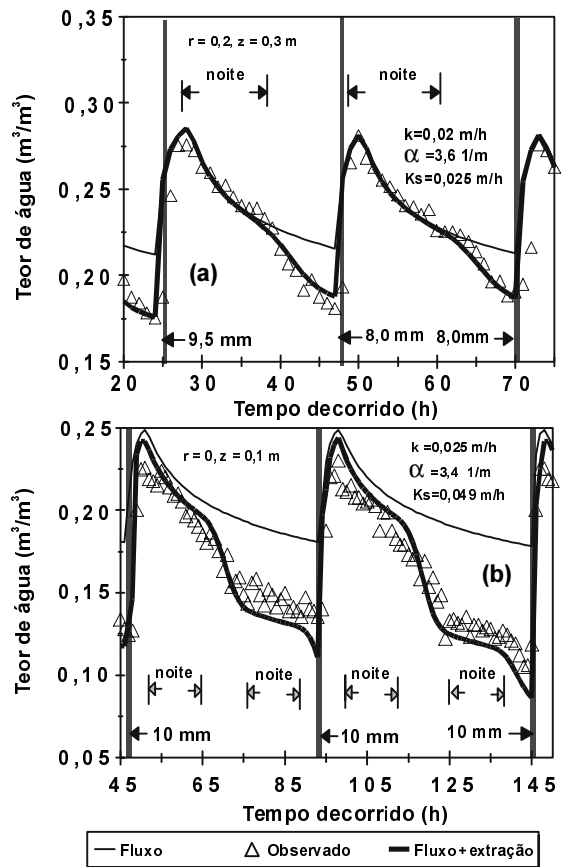 0,35
r = 0,2, z = 0,3 m
noite
noite
0,30
k=0,02 m/h
α =3,6 1/m
Ks=0,025 m/h
0,25
Teor de água (m³/m³)
0,20
(a)
9,5 mm
8,0 mm
8,0mm
0,15
20 30 40 50 60 70
Tempo decorrido (h)
0,25
r = 0, z = 0,1 m
k =0,025 m/h
α =3,4 1/m
Ks=0,049 m/h
0,20
Teor de água (m³/m³)
0,15
(b)
0,10
noite
noite
noite
noite
10 mm
10 mm
10 mm
0,05
45 65 85 105 125 145
Tempo decorrido (h)
Fluxo Observado Fluxo+extração